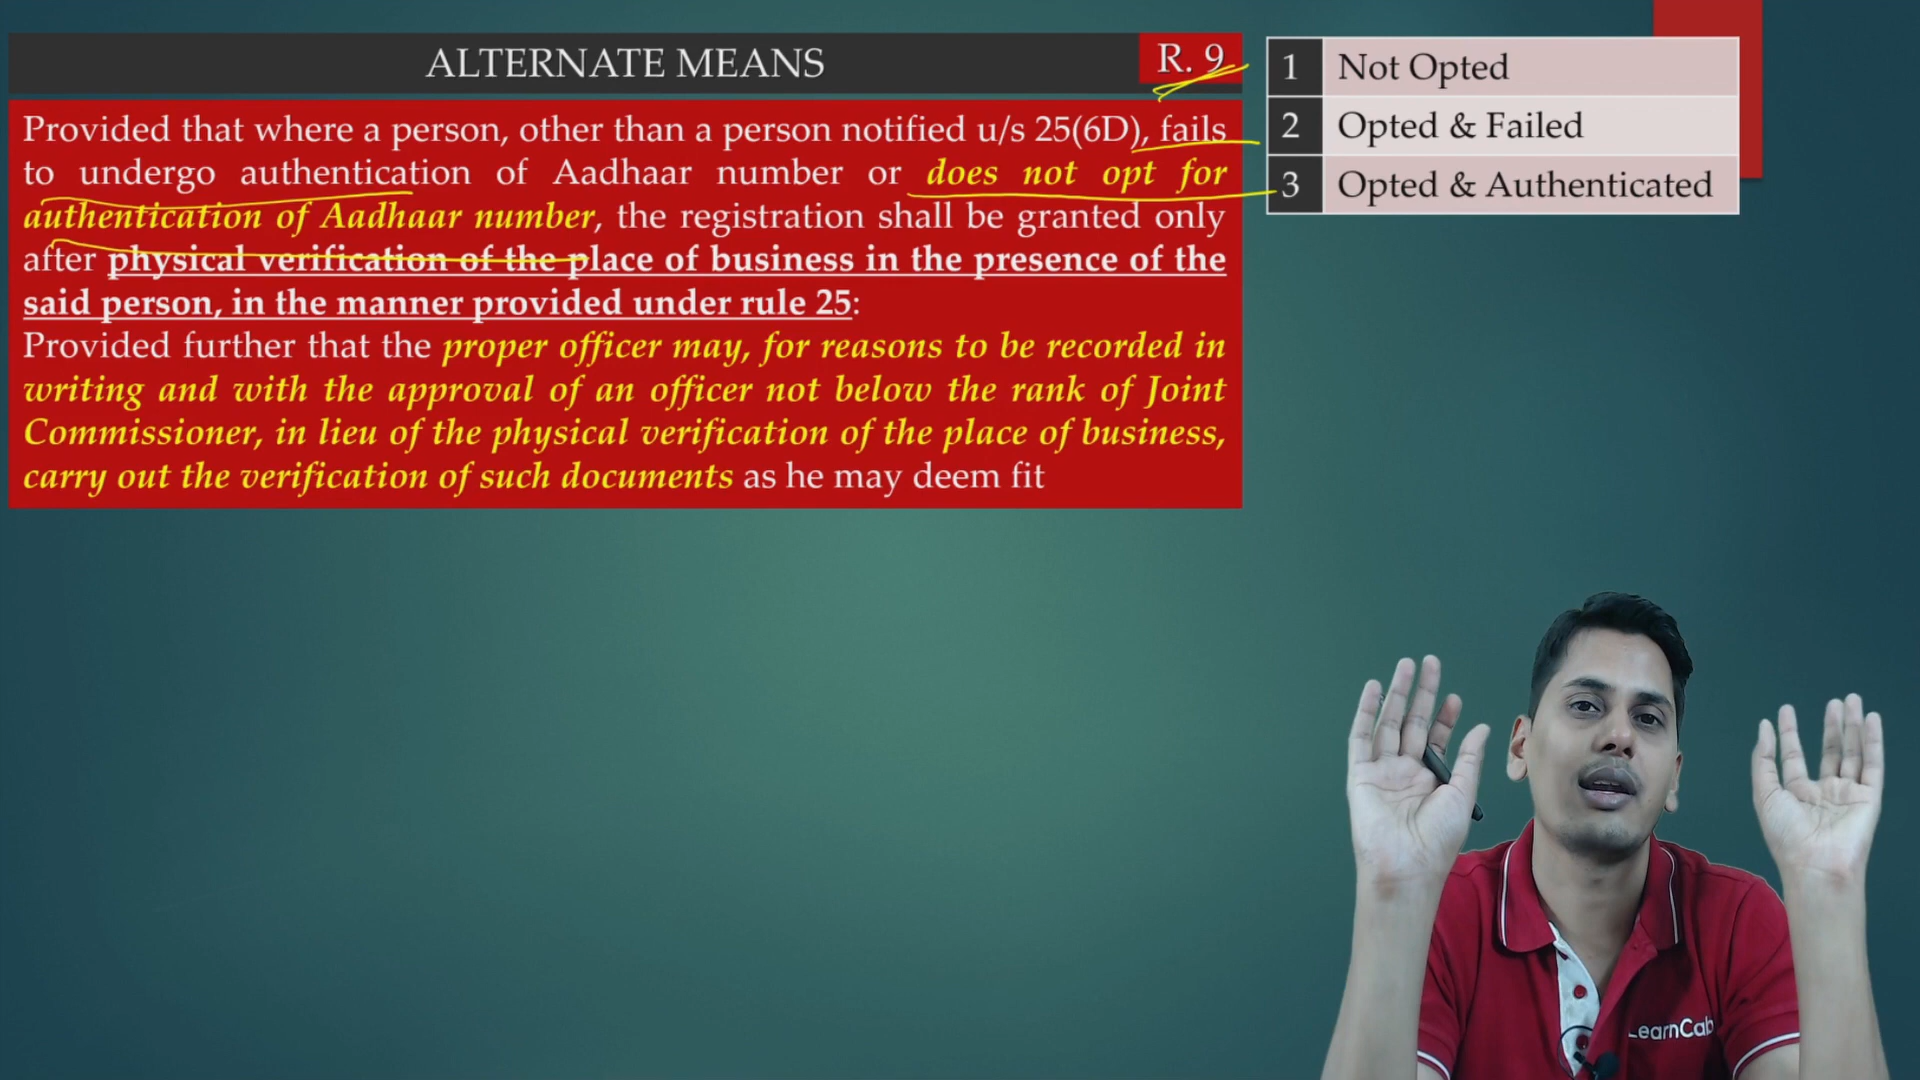 ALTERNATE MEANS
R. 9
Provided that where a person, other than a person notified u/s 25(6D), fails
to undergo authentication of Aadhaar number or does not opt for
authentication of Aadhaar number, the registration shall be granted only
after physical verification of the place of business in the presence of the
said person, in the manner provided under rule 25:
Provided further that the proper officer may, for reasons to be recorded in
writing and with the approval of an officer not below the rank of Joint
Commissioner, in lieu of the physical verification of the place of business,
carry out the verification of such documents as he may deem fit
1 Not Opted
2 Opted & Failed
3 Opted & Authenticated
LearnCab